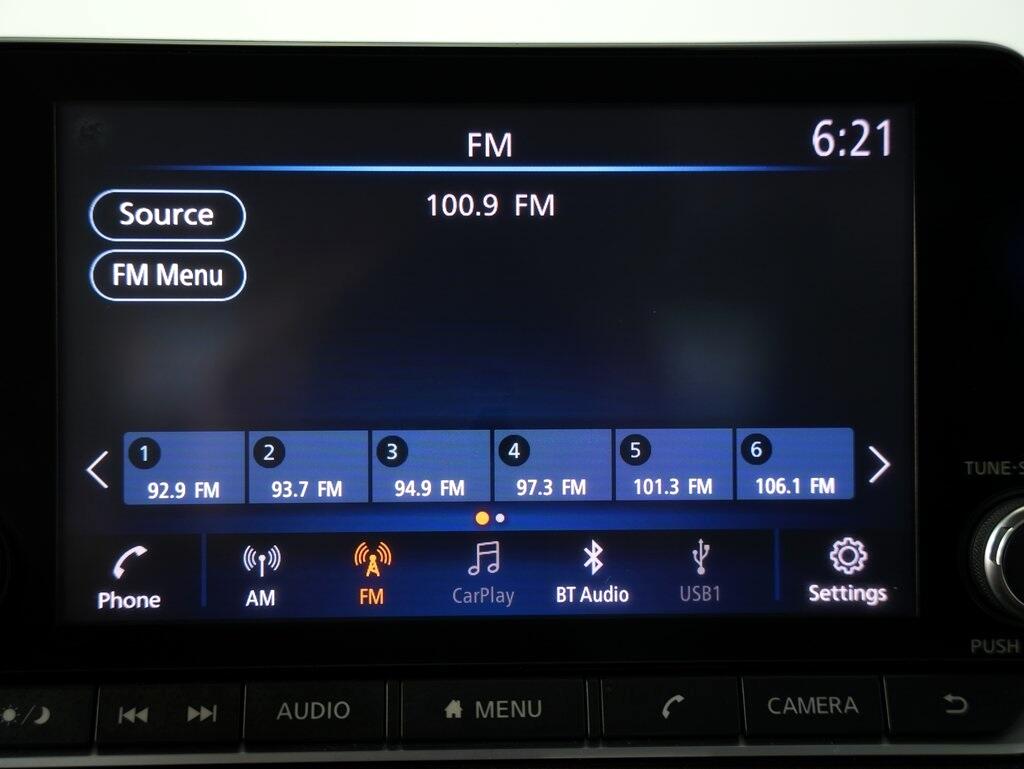 FM
6:21
Source
100.9 FM
FM Menu
1
2
3
4
5
6
92.9 FM
93.7 FM
94.9 FM
97.3 FM
101.3 FM
106.1 FM
Phone
AM
FM
CarPlay
BT Audio
USB1
Settings
TUNE-S
PUSH
AUDIO
MENU
CAMERA